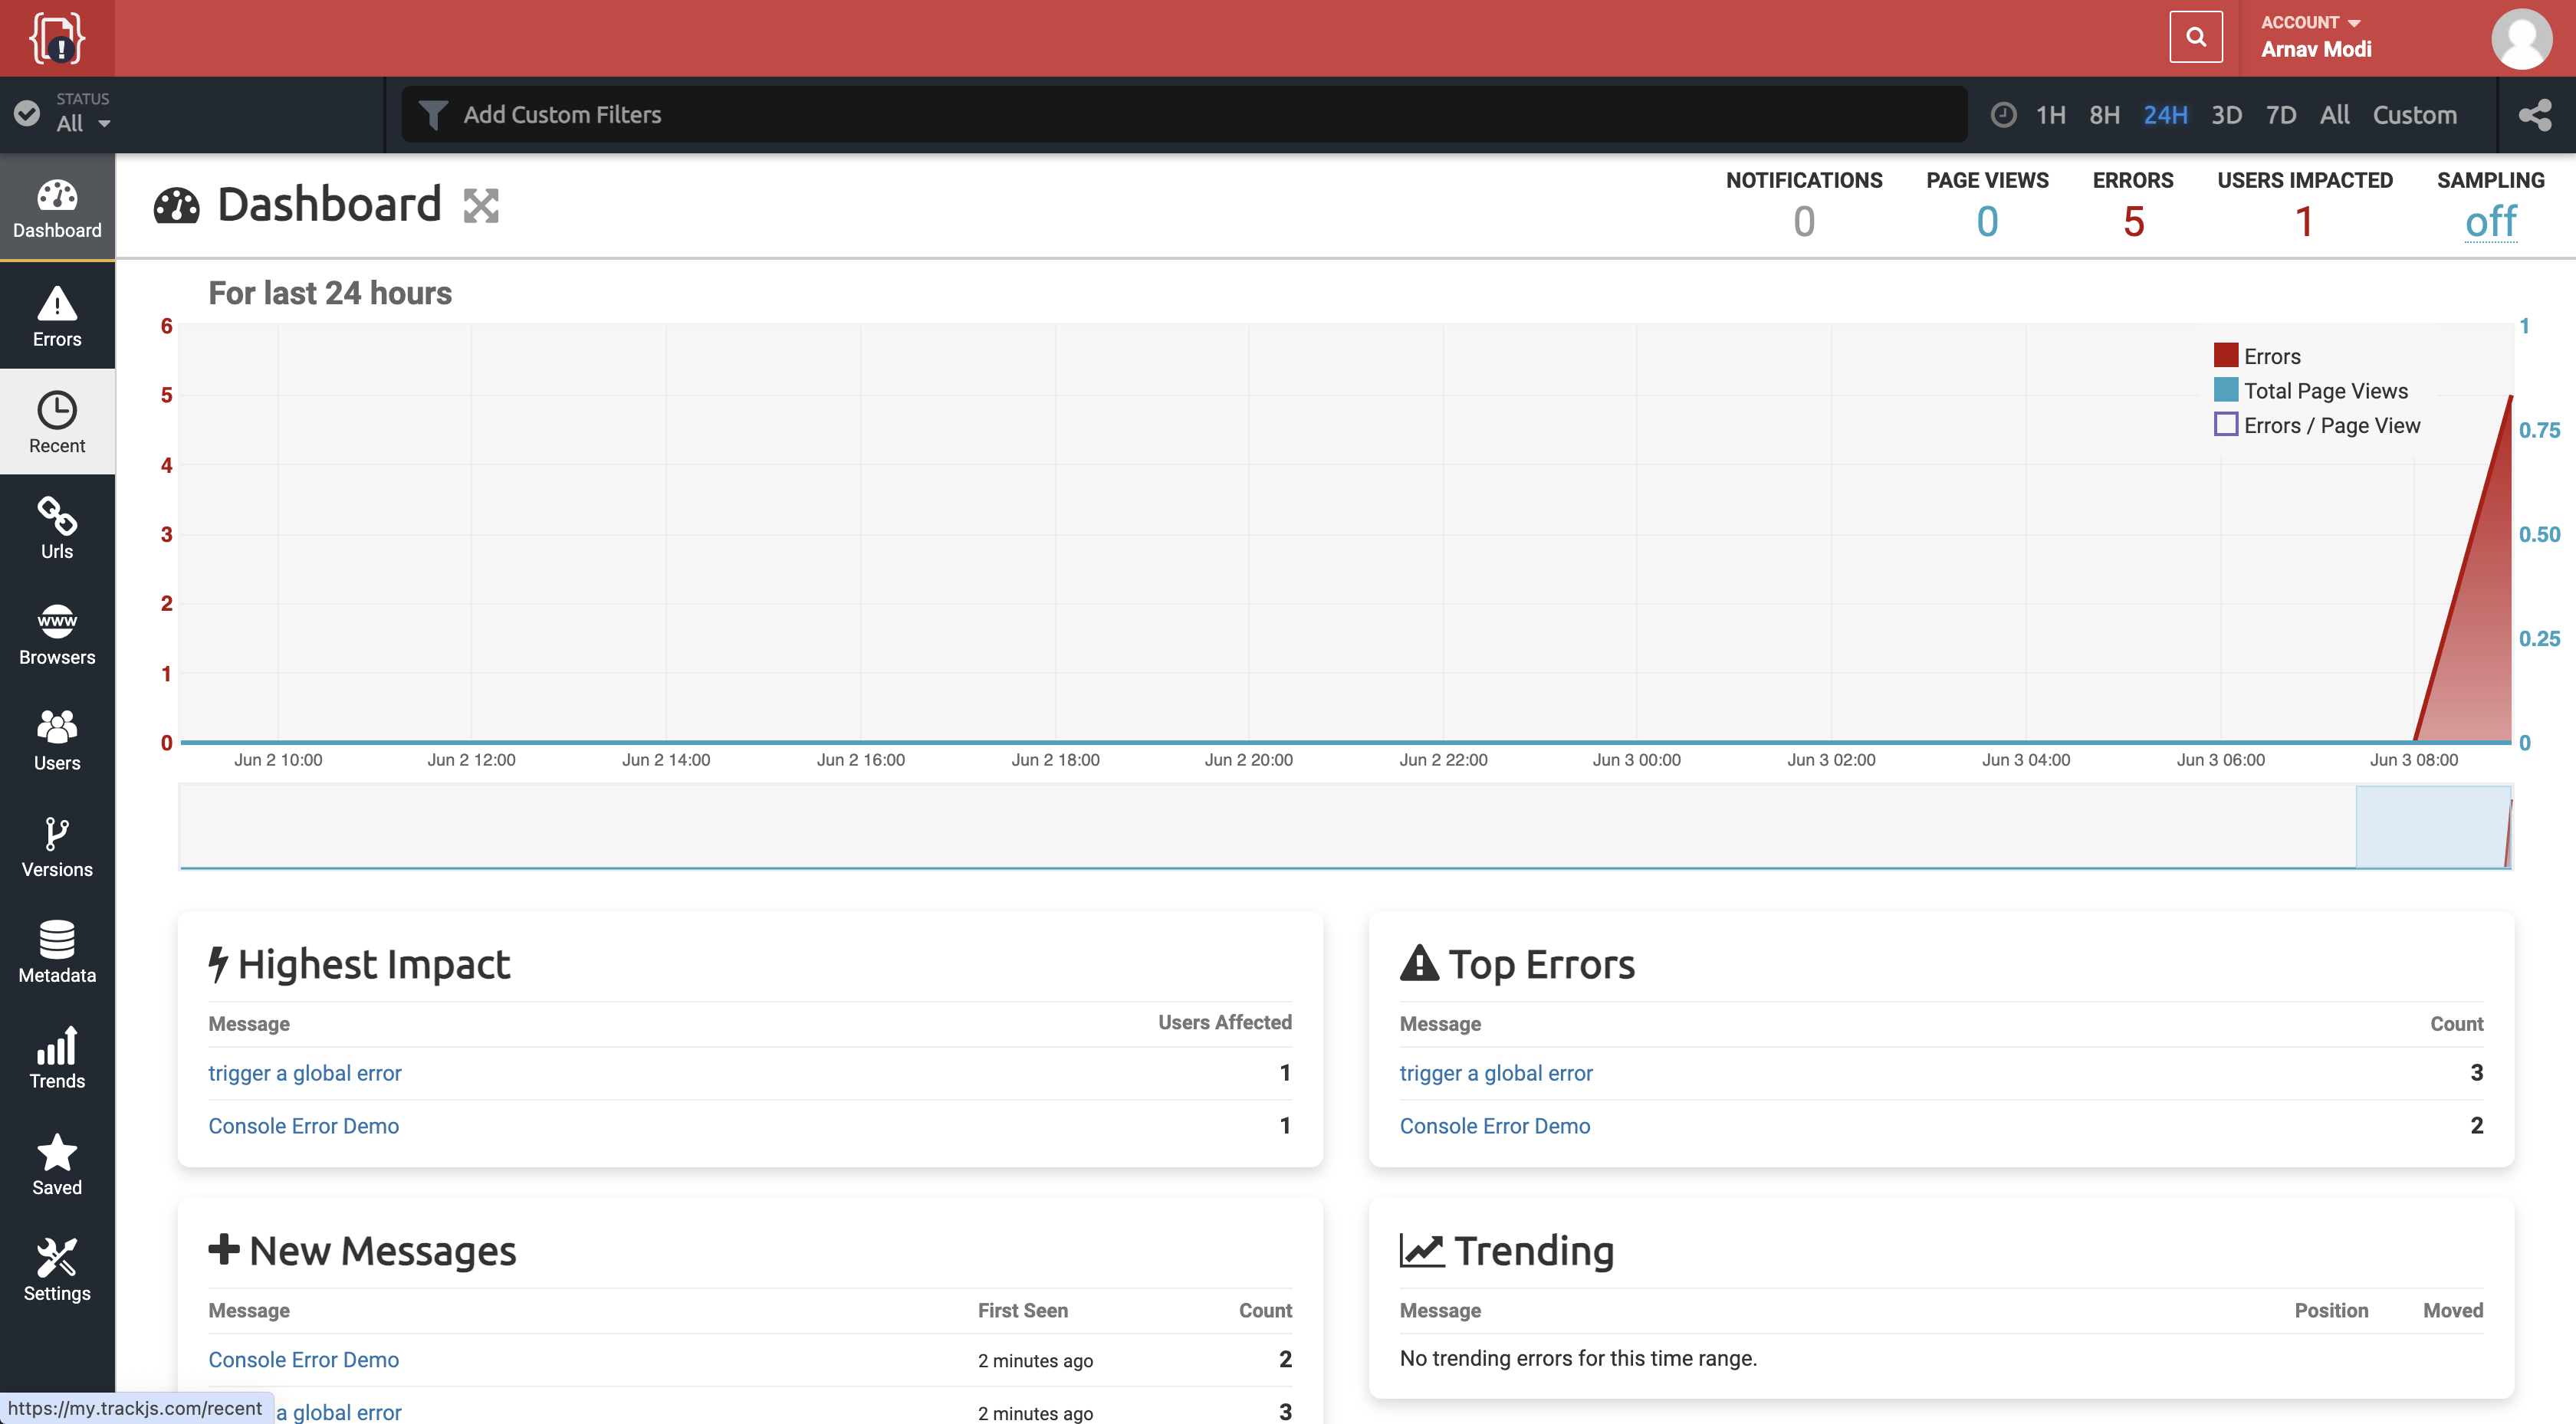 ACCOUNT
Arnav Modi
STATUS
All
Add Custom Filters
1H 8H 24H 3D 7D All Custom
Dashboard
Errors
Recent
Urls
www
Browsers
Users
Versions
Metadata
Trends
Saved
Settings
Dashboard
NOTIFICATIONS PAGE VIEWS ERRORS USERS IMPACTED SAMPLING
0 0 5 1 off
For last 24 hours
6
5
4
3
2
1
0
1
0.75
0.50
0.25
0
Errors
Total Page Views
Errors / Page View
Jun 2 10:00 Jun 2 12:00 Jun 2 14:00 Jun 2 16:00 Jun 2 18:00 Jun 2 20:00 Jun 2 22:00 Jun 3 00:00 Jun 3 02:00 Jun 3 04:00 Jun 3 06:00 Jun 3 08:00
Highest Impact
Message Users Affected
trigger a global error 1
Console Error Demo 1
Top Errors
Message Count
trigger a global error 3
Console Error Demo 2
New Messages
Message First Seen Count
Console Error Demo 2 minutes ago 2
a global error 2 minutes ago 3
Trending
Message Position Moved
No trending errors for this time range.
https://my.trackjs.com/recent